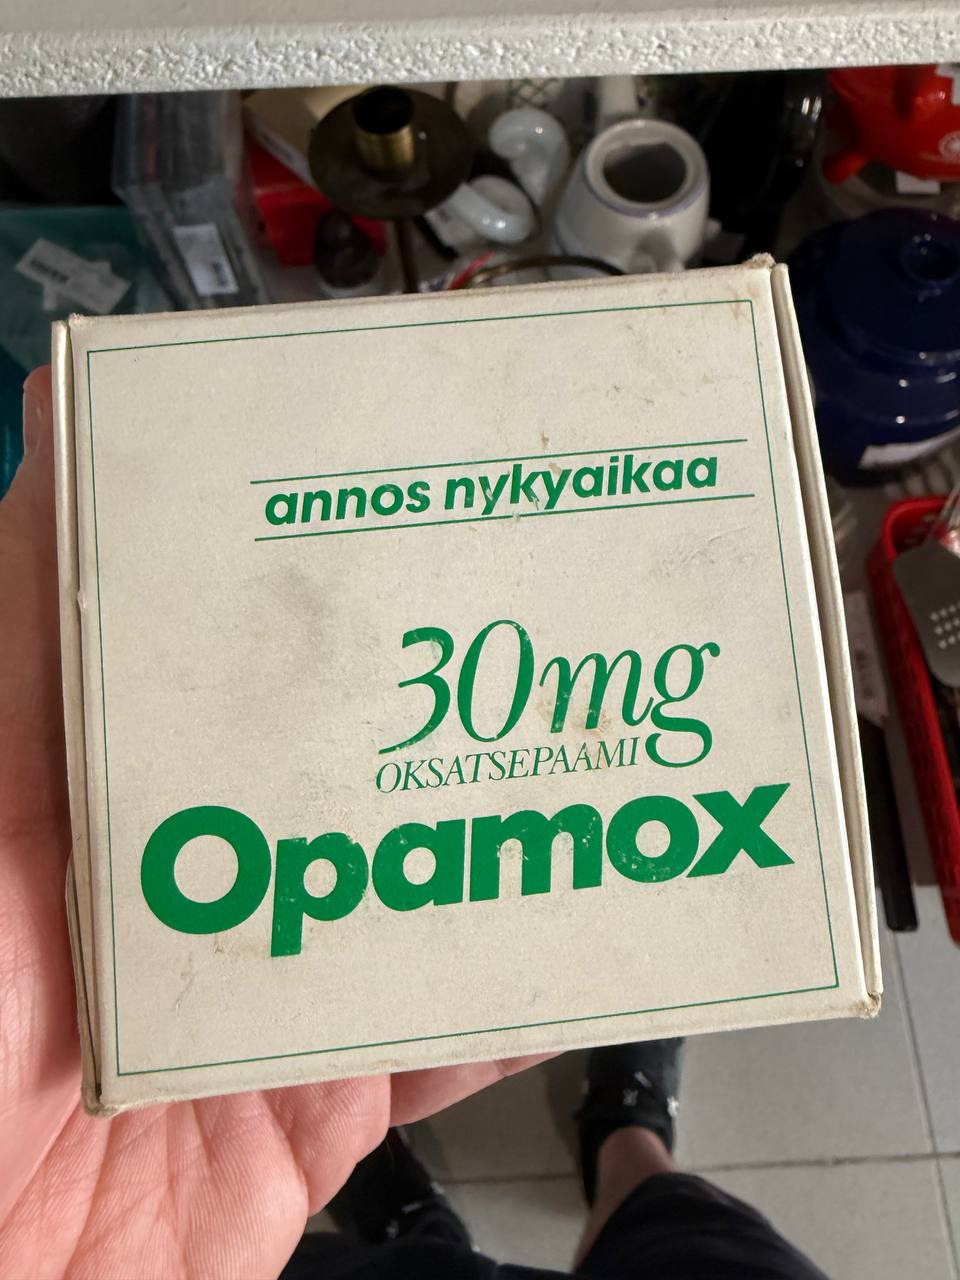 annos nykyaikaa
30mg
OKSATSEPAAMI
Opamox